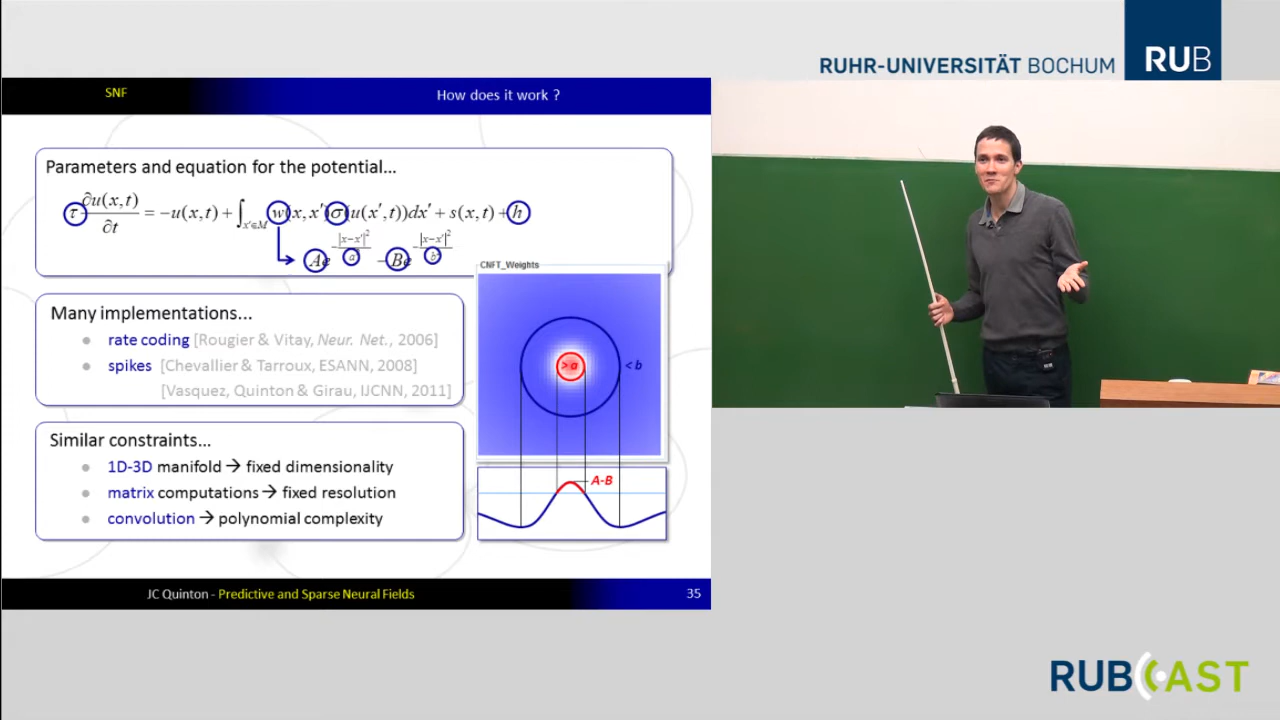 RUHR-UNIVERSITÄT BOCHUM RUB
SNF
How does it work ?
Parameters and equation for the potential...
τ ∂u(x,t)/∂t = −u(x,t) + ∫x'∈M w(x,x')σ(u(x',t))dx' + s(x,t) + h
Ae^(−|x−x'|²/a) − Be^(−|x−x'|²/b)
CNFT_Weights
Many implementations...
● rate coding [Rougier & Vitay, Neur. Net., 2006]
● spikes [Chevallier & Tarroux, ESANN, 2008]
[Vasquez, Quinton & Girau, IJCNN, 2011]
> a
< b
A-B
Similar constraints...
● 1D-3D manifold → fixed dimensionality
● matrix computations → fixed resolution
● convolution → polynomial complexity
JC Quinton - Predictive and Sparse Neural Fields
35
RUBCAST